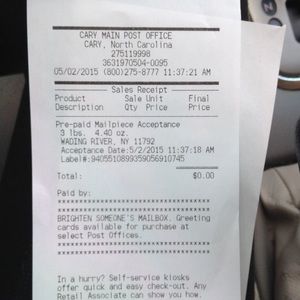 CARY MAIN POST OFFICE
CARY, North Carolina
275119998
3631970504-0095
05/02/2015 (800)275-8777 11:37:21 AM
Sales Receipt
Product Sale Unit Final
Description Qty Price Price
Pre-paid Mailpiece Acceptance
3 lbs. 4.40 oz.
WADING RIVER, NY 11792
Acceptance Date:5/2/2015 11:37:18 AM
Label#:9405510899359056910745
Total: $0.00
Paid by:
****************************************
BRIGHTEN SOMEONE'S MAILBOX. Greeting
cards available for purchase at
select Post Offices.
****************************************
In a hurry? Self-service kiosks
offer quick and easy check-out. Any
Retail Associate can show you how.